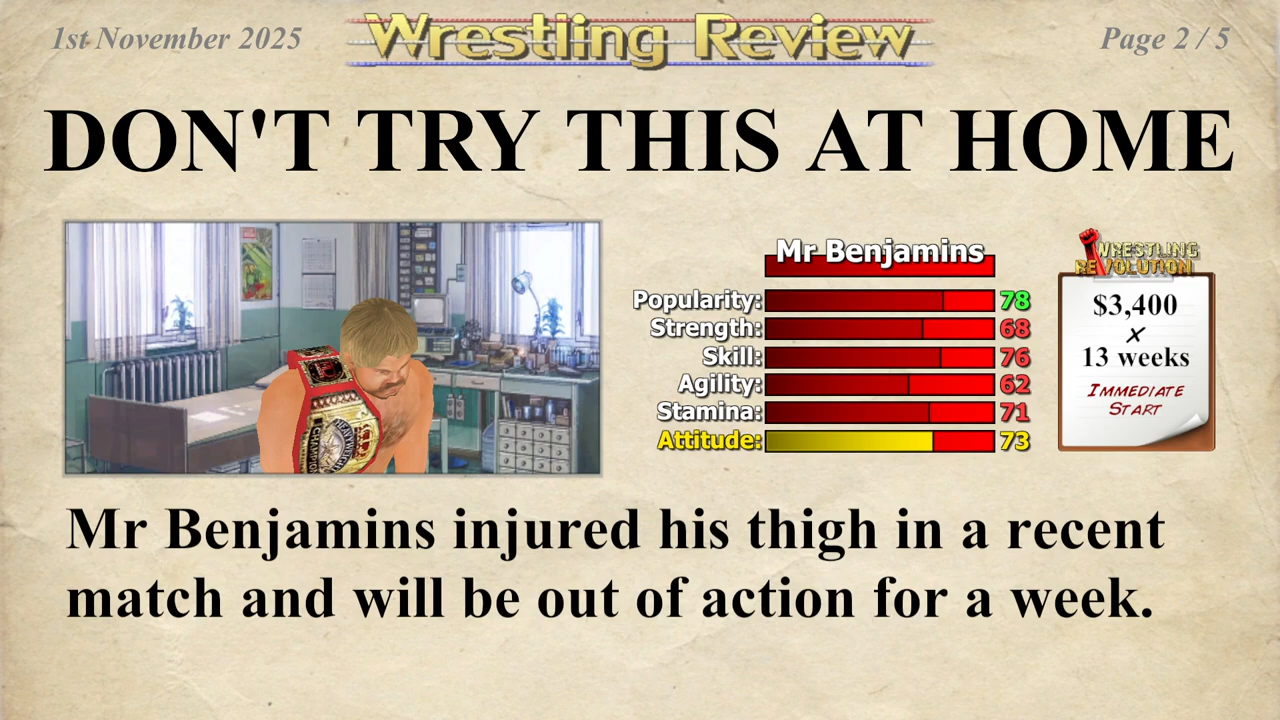 1st November 2025
Wrestling Review
Page 2 / 5
DON'T TRY THIS AT HOME
Mr Benjamins
Popularity: 78
Strength: 68
Skill: 76
Agility: 62
Stamina: 71
Attitude: 73
WRESTLING
REVOLUTION
$3,400
×
13 weeks
IMMEDIATE
START
HEAVYWEIGHT
CHAMPION
Mr Benjamins injured his thigh in a recent
match and will be out of action for a week.